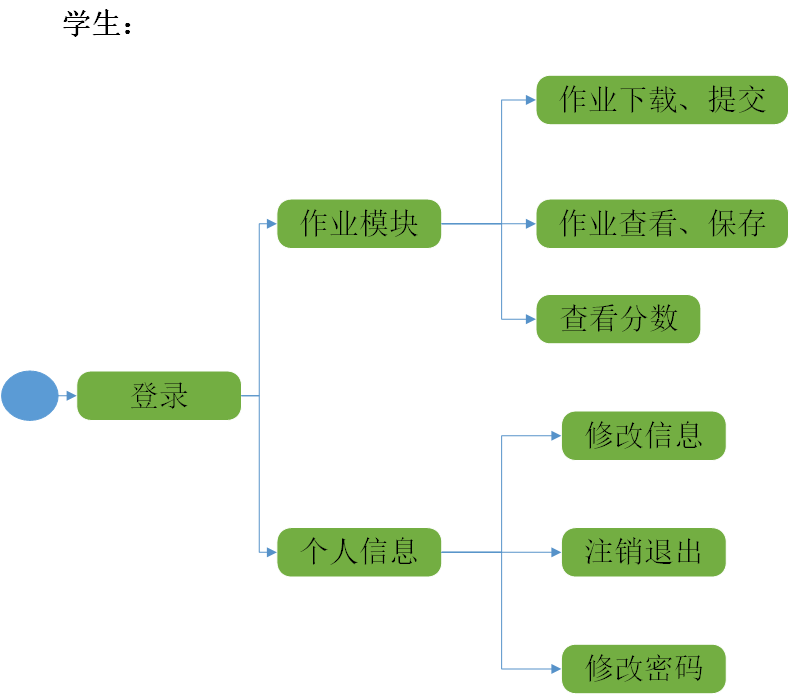 学生：
作业下载、提交
作业模块
作业查看、保存
查看分数
登录
修改信息
个人信息
注销退出
修改密码